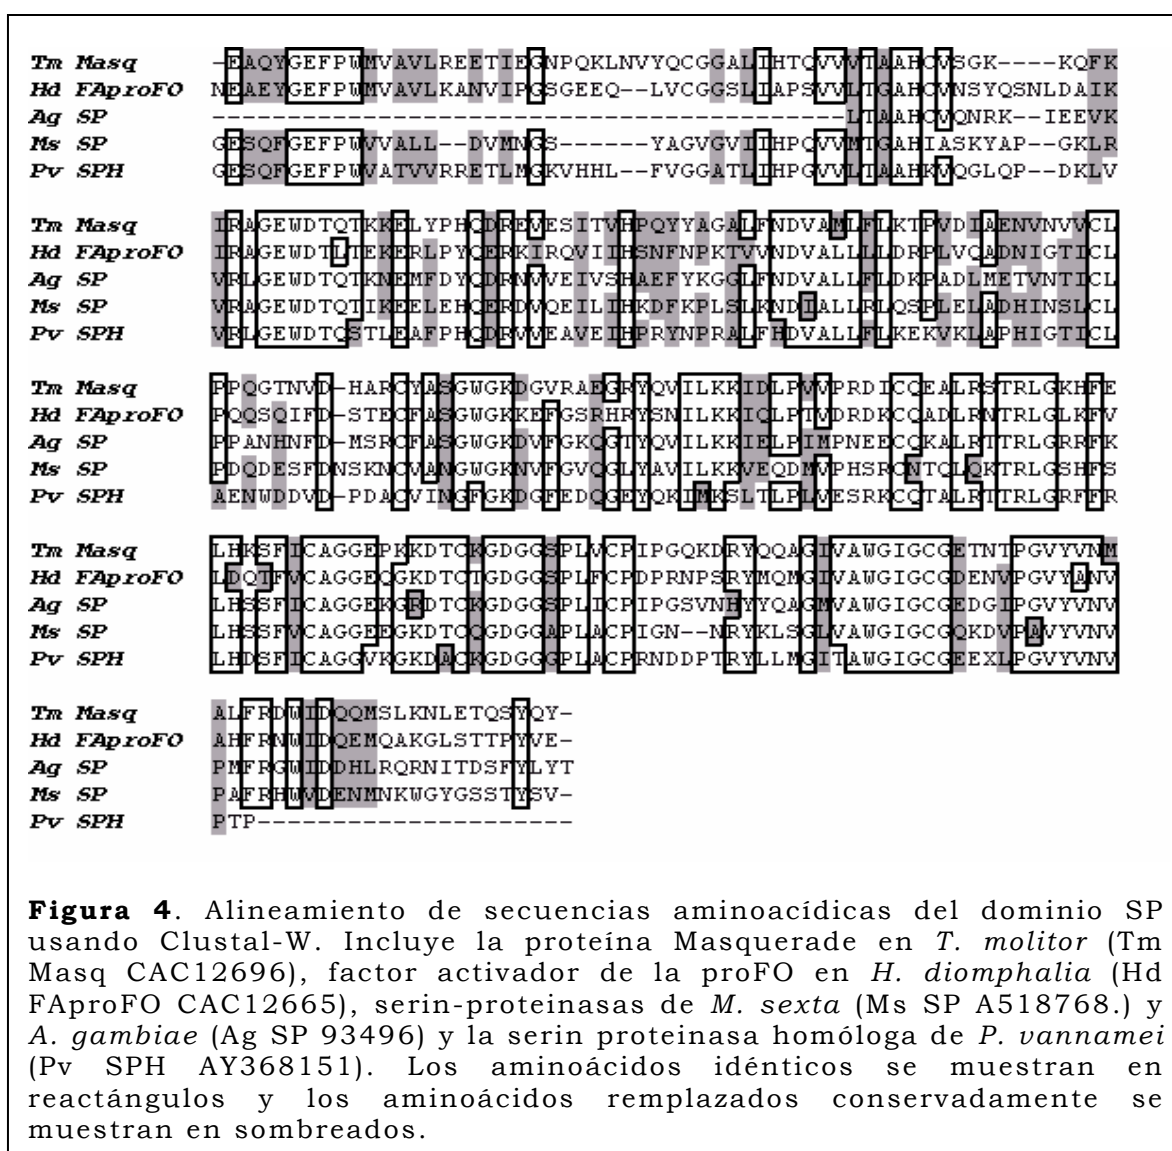 Tm Masq -EAQYGEFPWMVAVLREETIEGNPQKLNVYQCGGALIHTQVVVTAAHCVSGK----KQFK
Hd FAproFO NEAEYGEFPWMVAVLKANVIPGSGEEQ--LVCGGSLIAPSVVLTGAHCVNSYQSNLDAIK
Ag SP ------------------------------------------LTAAHCVQNRK--IEEVK
Ms SP GESQFGEFPWVVALL--DVMNGS------YAGVGVIIHPQVVMTGAHIASKYAP--GKLR
Pv SPH GESQFGEFPWVATVVRRETLMGKVHHL--FVGGATLIHPGVVLTAAHKVQGLQP--DKLV
Tm Masq IRAGEWDTQTKKELYPHQDREVESITVHPQYYAGALFNDVAMLFLKTPVDIAENVNVVCL
Hd FAproFO IRAGEWDTLTEKERLPYQERKIRQVIIHSNFNPKTVVNDVALLLLDRPLVQADNIGTICL
Ag SP VRLGEWDTQTKNEMFDYQDRNVVEIVSHAEFYKGGLFNDVALLFLDKPADLMETVNTICL
Ms SP VRAGEWDTQTIKEELEHQERDVQEILIHKDFKPLSLKNDIALLRLQSPLELADHINSLCL
Pv SPH VRLGEWDTQSTLEAFPHQDRVVEAVEIHPRYNPRALFHDVALLFLKEKVKLAPHIGTICL
Tm Masq PPQGTNVD-HARCYASGWGKDGVRAEGRYQVILKKIDLPVVPRDICQEALRSTRLGKHFE
Hd FAproFO PQQSQIFD-STECFASGWGKKEFGSRHRYSNILKKIQLPTVDRDKCQADLRNTRLGLKFV
Ag SP PPANHNFD-MSRCFASGWGKDVFGKQGTYQVILKKIELPIMPNEECQKALRTTRLGRRFK
Ms SP PDQDESFDNSKNCVANGWGKNVFGVQGLYAVILKKVEQDMVPHSRCNTQLQKTRLGSHFS
Pv SPH AENWDDVD-PDACVINGFGKDGFEDQGEYQKIMKSLTLPLVESRKCQTALRTTRLGRFFR
Tm Masq LHKSFICAGGEPKKDTCKGDGGSPLVCPIPGQKDRYQQAGIVAWGIGCGETNTPGVYVNM
Hd FAproFO LDQTFVCAGGEQGKDTCTGDGGSPLFCPDPRNPSRYMQMGIVAWGIGCGDENVPGVYANV
Ag SP LHSSFICAGGEKGRDTCKGDGGSPLICPIPGSVNHYYQAGMVAWGIGCGEDGIPGVYVNV
Ms SP LHSSFVCAGGEEGKDTCQGDGGAPLACPIGN--NRYKLSGLVAWGIGCGQKDVPAVYVNV
Pv SPH LHDSFICAGGVKGKDACKGDGGGPLACPRNDDPTRYLLMGITAWGIGCGEEXLPGVYVNV
Tm Masq ALFRDWIDQQMSLKNLETQSYQY-
Hd FAproFO AHFRNWIDQEMQAKGLSTTPYVE-
Ag SP PMFRGWIDDHLRQRNITDSFYLYT
Ms SP PAFRHWVDENMNKWGYGSSTYSV-
Pv SPH PTP---------------------
Figura 4. Alineamiento de secuencias aminoacídicas del dominio SP
usando Clustal-W. Incluye la proteína Masquerade en T. molitor (Tm
Masq CAC12696), factor activador de la proFO en H. diomphalia (Hd
FAproFO CAC12665), serin-proteinasas de M. sexta (Ms SP A518768.) y
A. gambiae (Ag SP 93496) y la serin proteinasa homóloga de P. vannamei
(Pv SPH AY368151). Los aminoácidos idénticos se muestran en
reactángulos y los aminoácidos remplazados conservadamente se
muestran en sombreados.